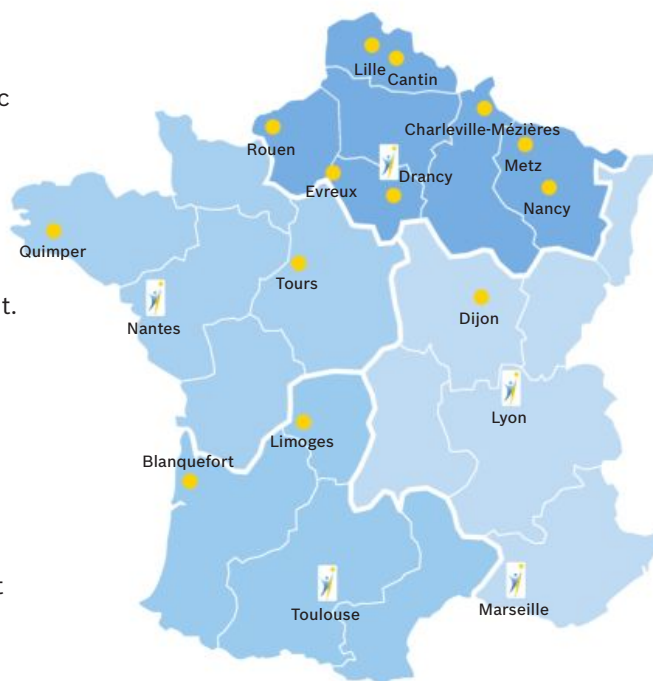 Lille
Cantin
c
Charleville-Mézières
Rouen
Metz
Drancy
Evreux
Nancy
Quimper
Tours
t.
Nantes
Dijon
Lyon
Limoges
Blanquefort
t
Toulouse
Marseille